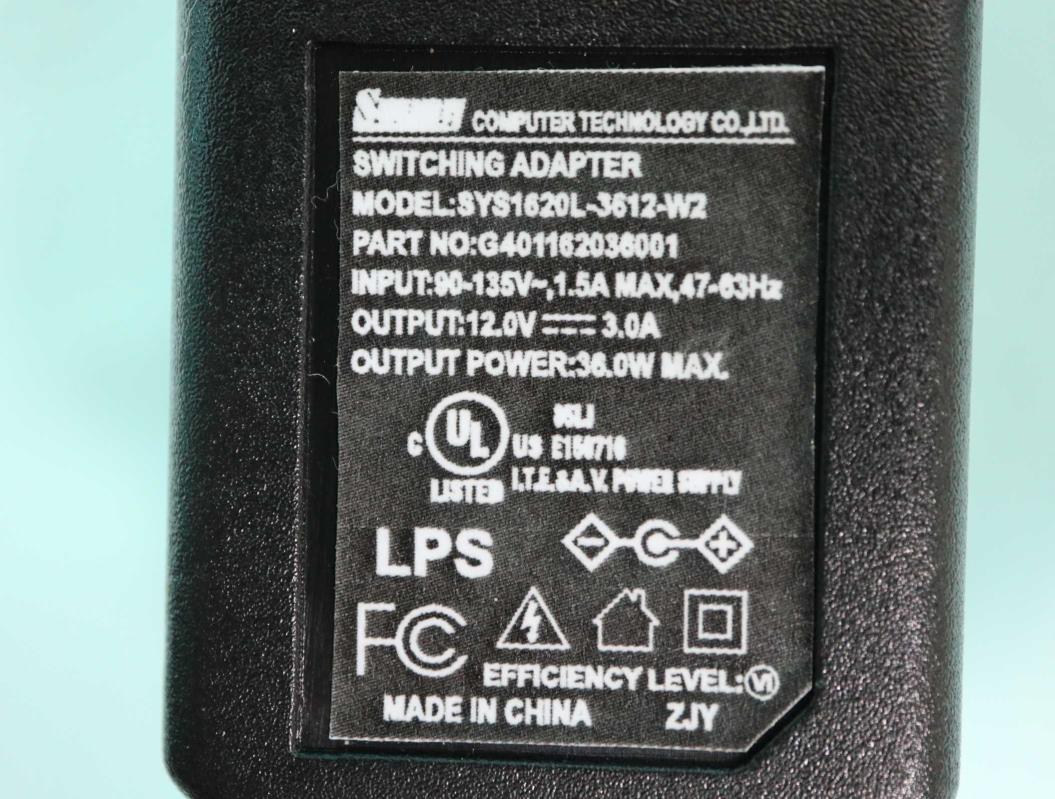 COMPUTER TECHNOLOGY CO.,LTD.
SWITCHING ADAPTER
MODEL:SYS1620L-3612-W2
PART NO:G401162036001
INPUT:90-135V~,1.5A MAX,47-63Hz
OUTPUT:12.0V ⎓ 3.0A
OUTPUT POWER:36.0W MAX.
C UL US
LISTED
I.T.E.&A.V. POWER SUPPLY
LPS
FC
EFFICIENCY LEVEL:VI
MADE IN CHINA ZJY